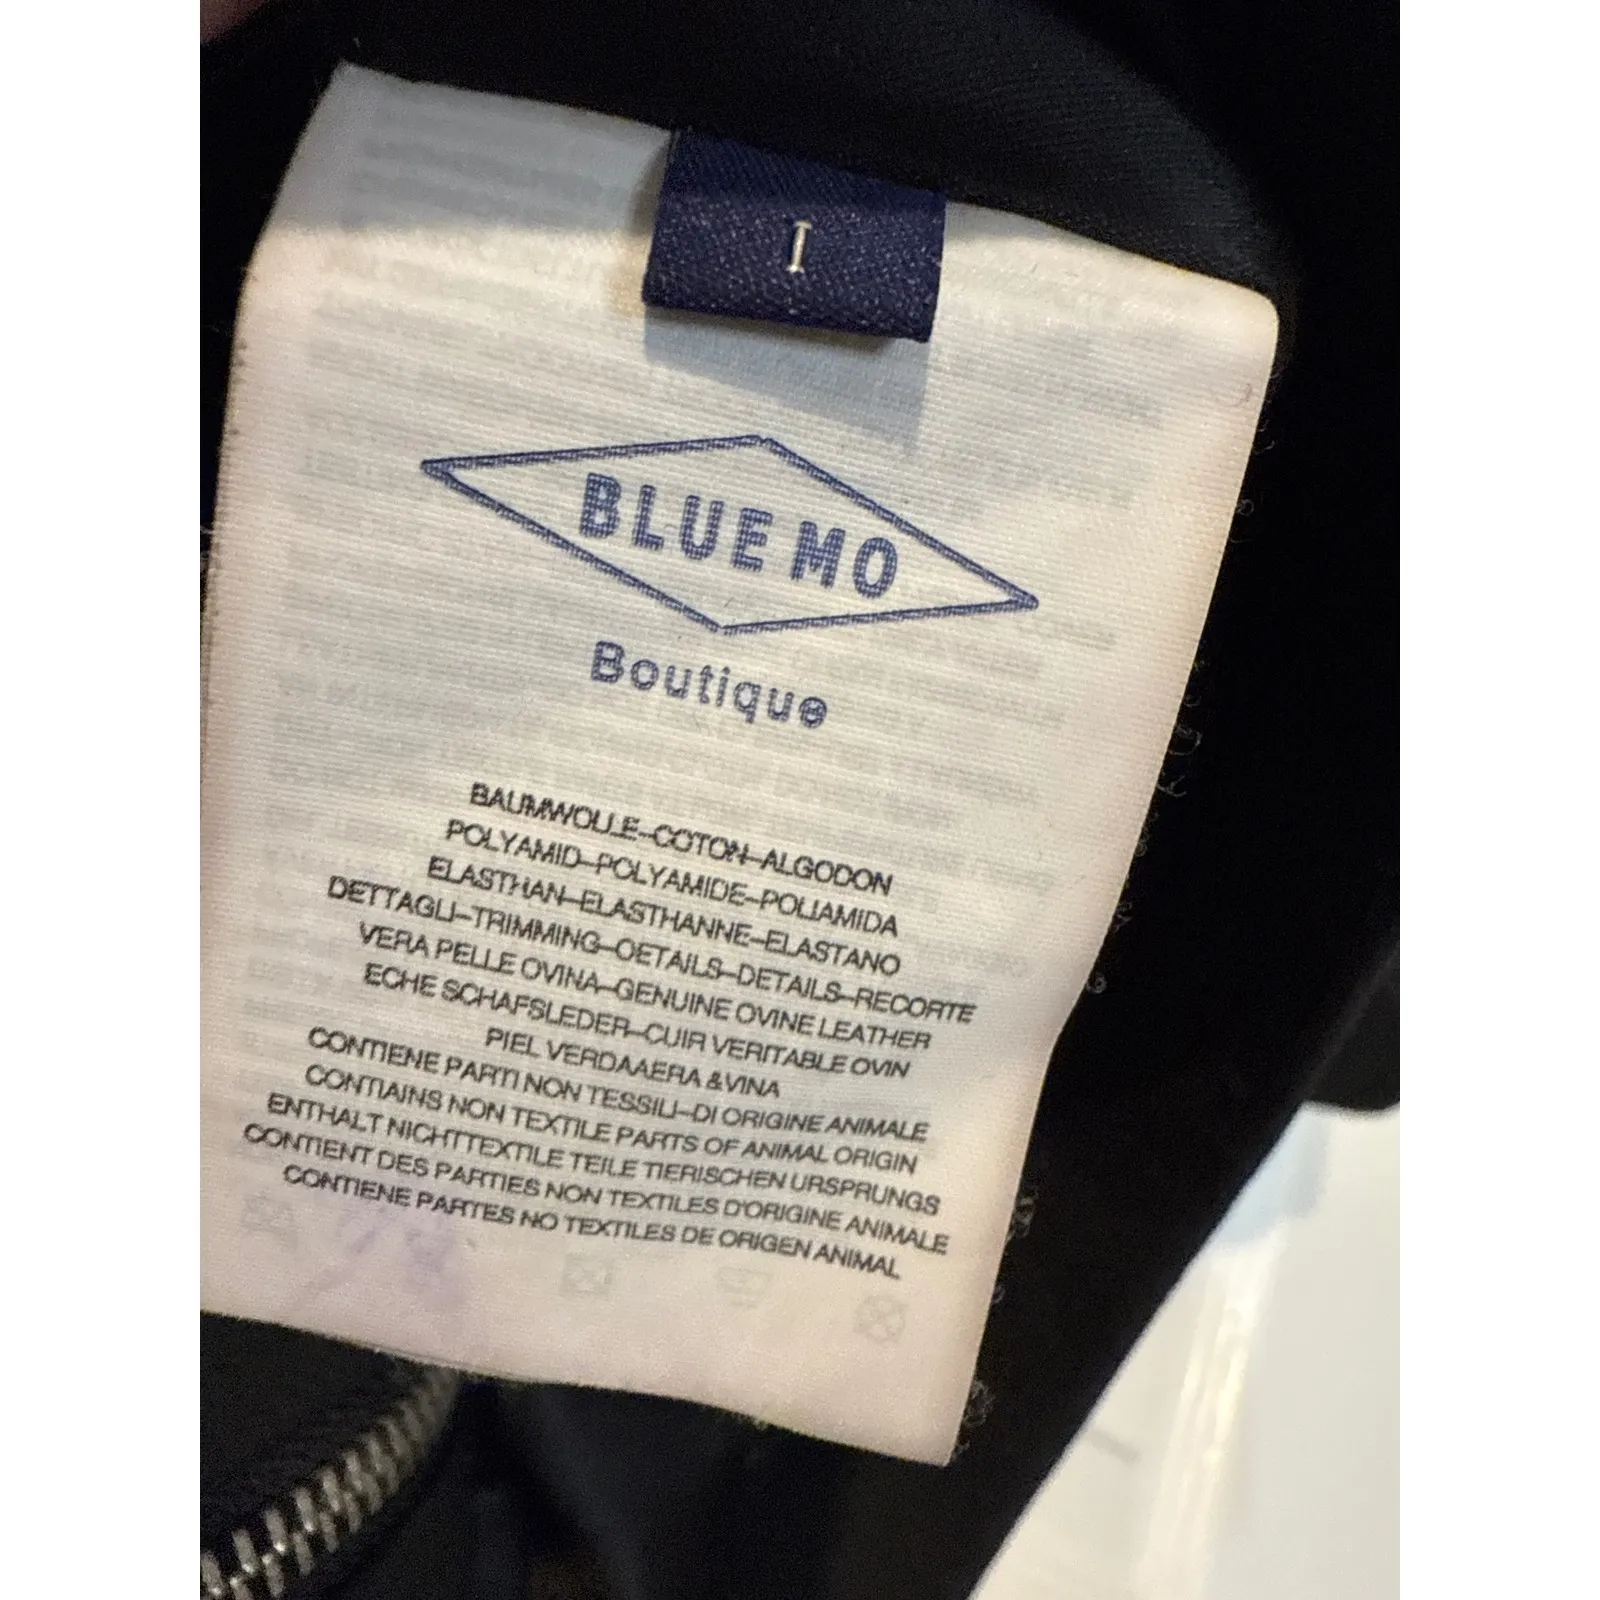 I
BLUE MO
Boutique
BAUMWOLLE-COTON-ALGODON
POLYAMID-POLYAMIDE-POLIAMIDA
ELASTHAN-ELASTHANNE-ELASTANO
DETTAGLI-TRIMMING-OETAILS-DETAILS-RECORTE
VERA PELLE OVINA-GENUINE OVINE LEATHER
ECHE SCHAFSLEDER-CUIR VERITABLE OVIN
PIEL VERDAAERA &VINA
CONTIENE PARTI NON TESSILI-DI ORIGINE ANIMALE
CONTIAINS NON TEXTILE PARTS OF ANIMAL ORIGIN
ENTHALT NICHTTEXTILE TEILE TIERISCHEN URSPRUNGS
CONTIENT DES PARTIES NON TEXTILES D'ORIGINE ANIMALE
CONTIENE PARTES NO TEXTILES DE ORIGEN ANIMAL